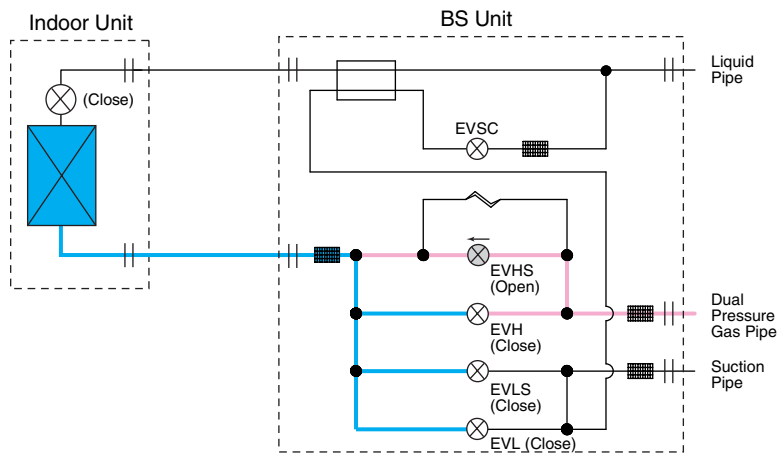 Indoor Unit
BS Unit
(Close)
Liquid
Pipe
EVSC
EVHS
(Open)
EVH
(Close)
Dual
Pressure
Gas Pipe
EVLS
(Close)
Suction
Pipe
EVL (Close)